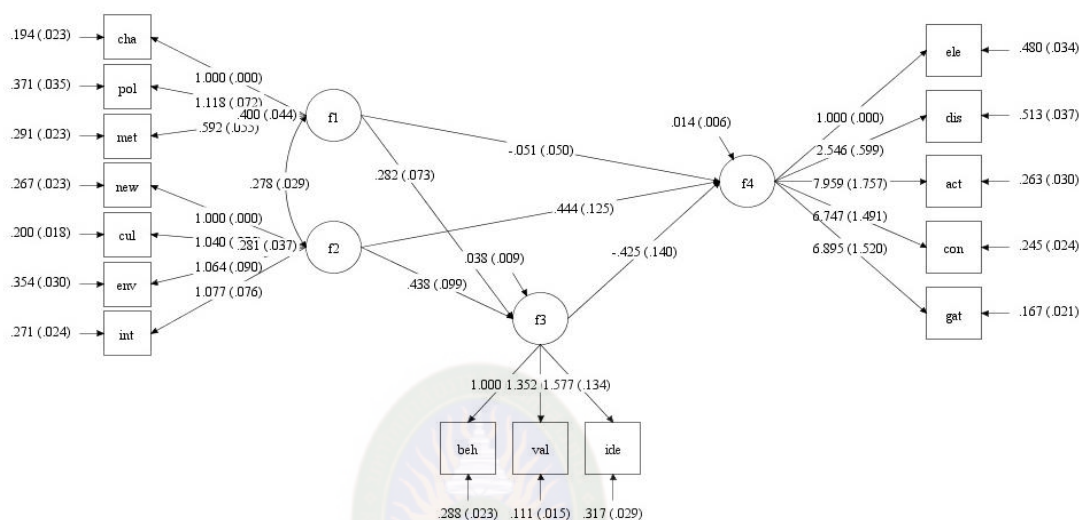 .194 (.023)
cha
.371 (.035)
pol
.291 (.023)
met
.267 (.023)
new
.200 (.018)
cul
.354 (.030)
env
.271 (.024)
int
1.000 (.000)
1.118 (.072)
.400 (.044)
.592
f1
.278 (.029)
1.000 (.000)
1.040
.281 (.037)
1.064 (.090)
1.077 (.076)
f2
-.051 (.050)
.282 (.073)
.444 (.125)
.438 (.099)
.038 (.009)
-.425 (.140)
f3
.014 (.006)
f4
1.000 (.000)
2.546 (.599)
7.959 (1.757)
6.747 (1.491)
6.895 (1.520)
ele
.480 (.034)
dis
.513 (.037)
act
.263 (.030)
con
.245 (.024)
gat
.167 (.021)
1.000 1.352 1.577 (.134)
beh val ide
.288 (.023) .111 (.015) .317 (.029)